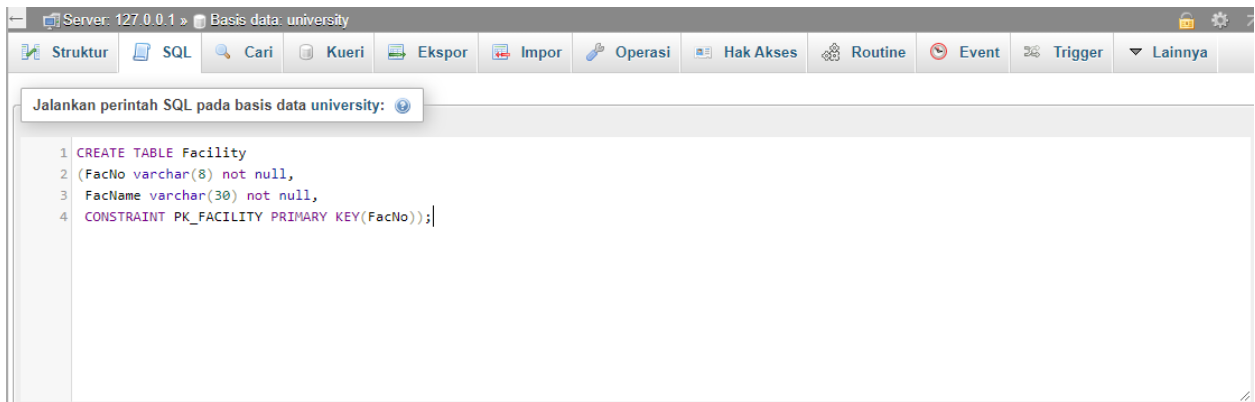 Server: 127.0.0.1 » Basis data: university
Struktur SQL Cari Kueri Ekspor Impor Operasi Hak Akses Routine Event Trigger Lainnya
Jalankan perintah SQL pada basis data university:
1 CREATE TABLE Facility
2 (FacNo varchar(8) not null,
3 FacName varchar(30) not null,
4 CONSTRAINT PK_FACILITY PRIMARY KEY(FacNo));